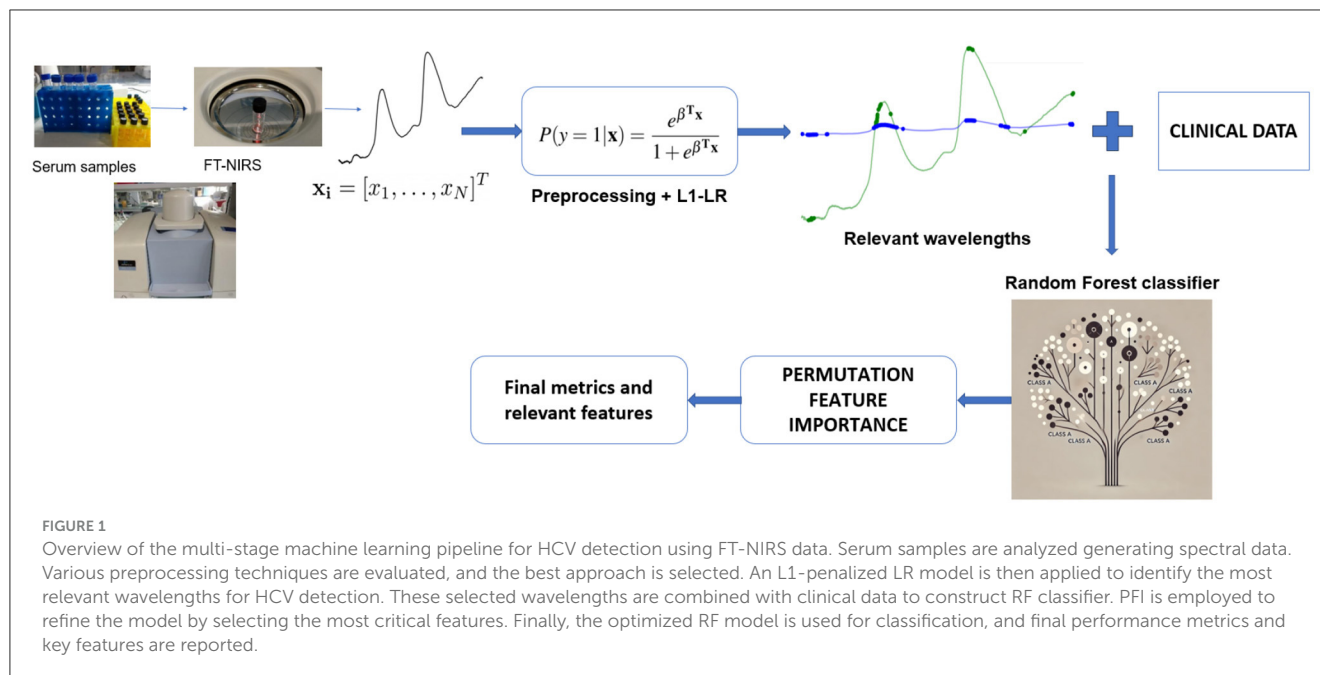 Serum samples
FT-NIRS
𝐱ᵢ = [x₁, . . . , x_N]ᵀ
P(y = 1|𝐱) = e^{β^𝐓 𝐱} / (1 + e^{β^𝐓 𝐱})
Preprocessing + L1-LR
Relevant wavelengths
CLINICAL DATA
Random Forest classifier
CLASS A
CLASS A
CLASS A
CLASS A
CLASS A
CLASS A
PERMUTATION
FEATURE
IMPORTANCE
Final metrics and
relevant features
FIGURE 1
Overview of the multi-stage machine learning pipeline for HCV detection using FT-NIRS data. Serum samples are analyzed generating spectral data.
Various preprocessing techniques are evaluated, and the best approach is selected. An L1-penalized LR model is then applied to identify the most
relevant wavelengths for HCV detection. These selected wavelengths are combined with clinical data to construct RF classifier. PFI is employed to
refine the model by selecting the most critical features. Finally, the optimized RF model is used for classification, and final performance metrics and
key features are reported.